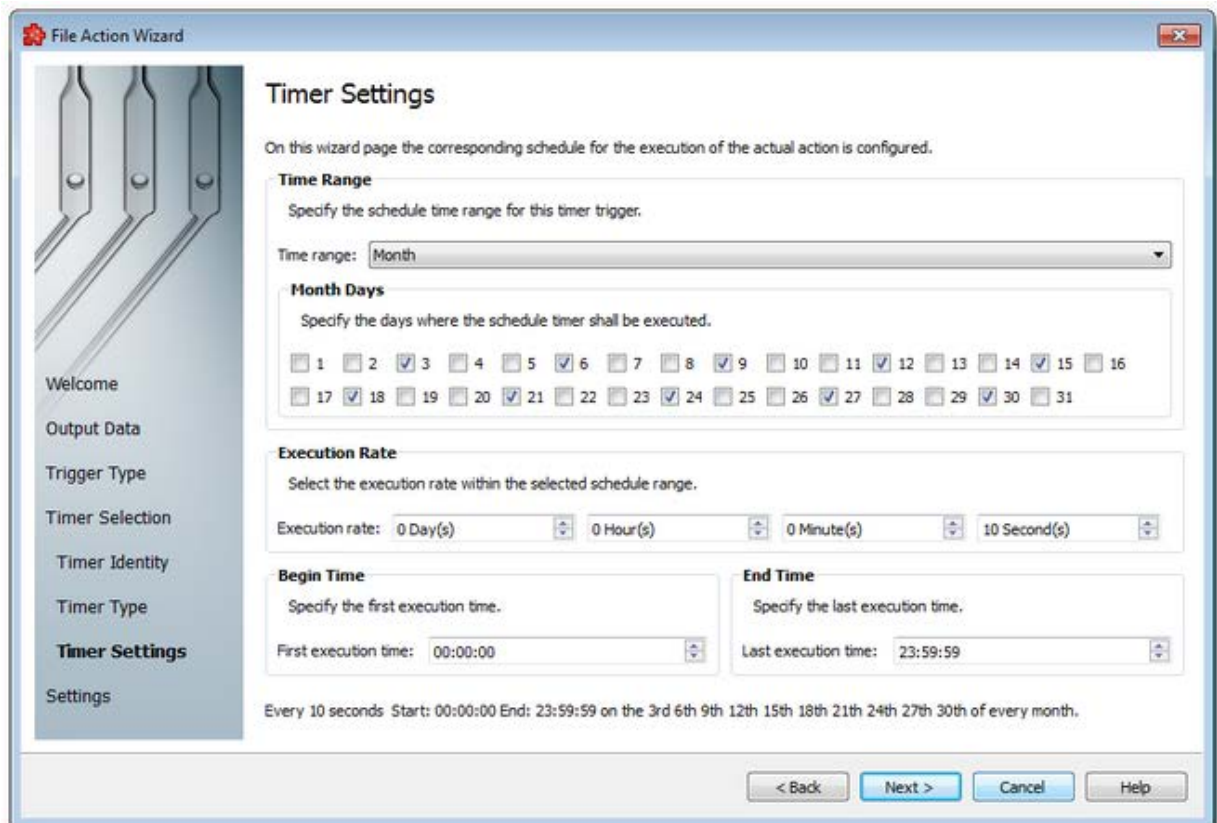 File Action Wizard
Welcome
Output Data
Trigger Type
Timer Selection
Timer Identity
Timer Type
Timer Settings
Settings
Timer Settings
On this wizard page the corresponding schedule for the execution of the actual action is configured.
Time Range
Specify the schedule time range for this timer trigger.
Time range: Month
Month Days
Specify the days where the schedule timer shall be executed.
1 2 3 4 5 6 7 8 9 10 11 12 13 14 15 16
17 18 19 20 21 22 23 24 25 26 27 28 29 30 31
Execution Rate
Select the execution rate within the selected schedule range.
Execution rate: 0 Day(s) 0 Hour(s) 0 Minute(s) 10 Second(s)
Begin Time
Specify the first execution time.
First execution time: 00:00:00
End Time
Specify the last execution time.
Last execution time: 23:59:59
Every 10 seconds Start: 00:00:00 End: 23:59:59 on the 3rd 6th 9th 12th 15th 18th 21th 24th 27th 30th of every month.
< Back Next > Cancel Help